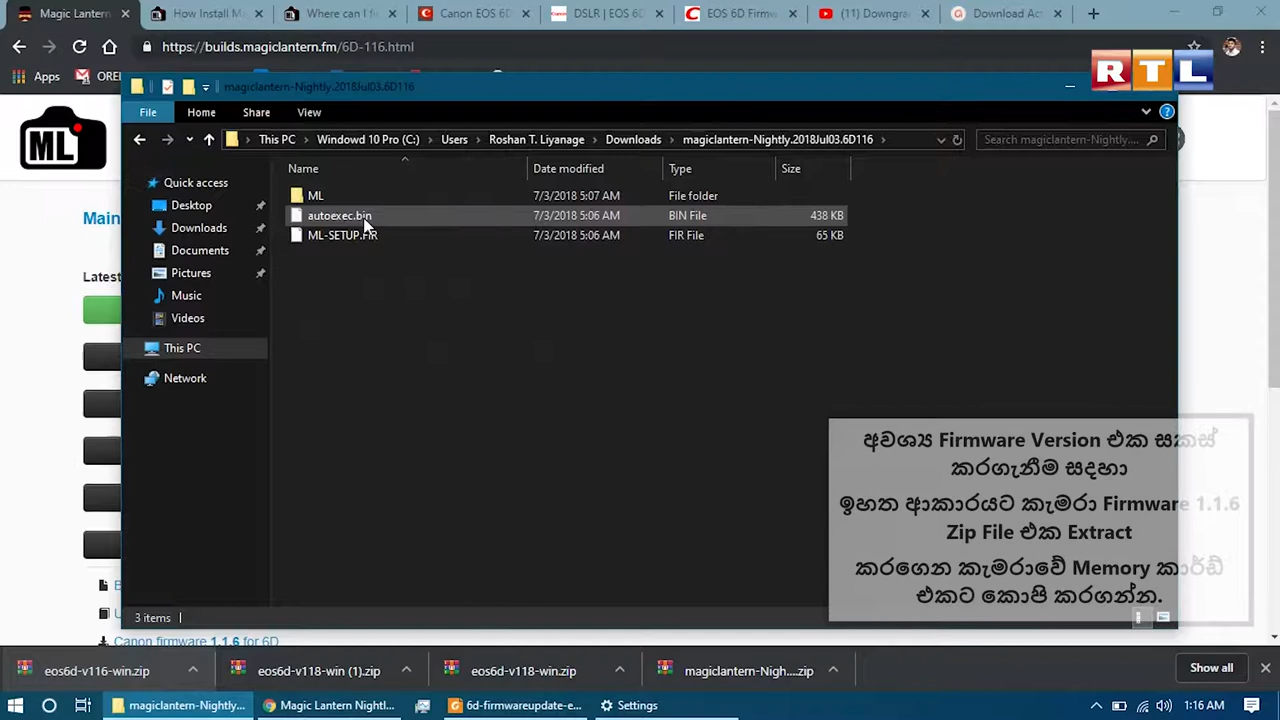 Magic Lantern
How Install M
Where can I f
Canon EOS 6D
DSLR | EOS 6D
EOS 6D Firmw
(11) Downgra
Download Act
https://builds.magiclantern.fm/6D-116.html
Apps
RTL
magiclantern-Nightly.2018Jul03.6D116
File Home Share View
This PC > Windowd 10 Pro (C:) > Users > Roshan T. Liyanage > Downloads > magiclantern-Nightly.2018Jul03.6D116 >
Search magiclantern-Nightly....
ML
Main
Latest
Name Date modified Type Size
ML 7/3/2018 5:07 AM File folder
autoexec.bin 7/3/2018 5:06 AM BIN File 438 KB
ML-SETUP.FIR 7/3/2018 5:06 AM FIR File 65 KB
Quick access
Desktop
Downloads
Documents
Pictures
Music
Videos
This PC
Network
අවශ්‍ය Firmware Version එක සකස්
කරගැනීම සදහා
ඉහත ආකාරයට කැමරා Firmware 1.1.6
Zip File එක Extract
කරගෙන කැමරාවේ Memory කාර්ඩ්
එකට කොපි කරගන්න.
3 items
Canon firmware 1.1.6 for 6D
eos6d-v116-win.zip
eos6d-v118-win (1).zip
eos6d-v118-win.zip
magiclantern-Nigh....zip
Show all
magiclantern-Nightly...
Magic Lantern Nightl...
6d-firmwareupdate-e...
Settings
1:16 AM